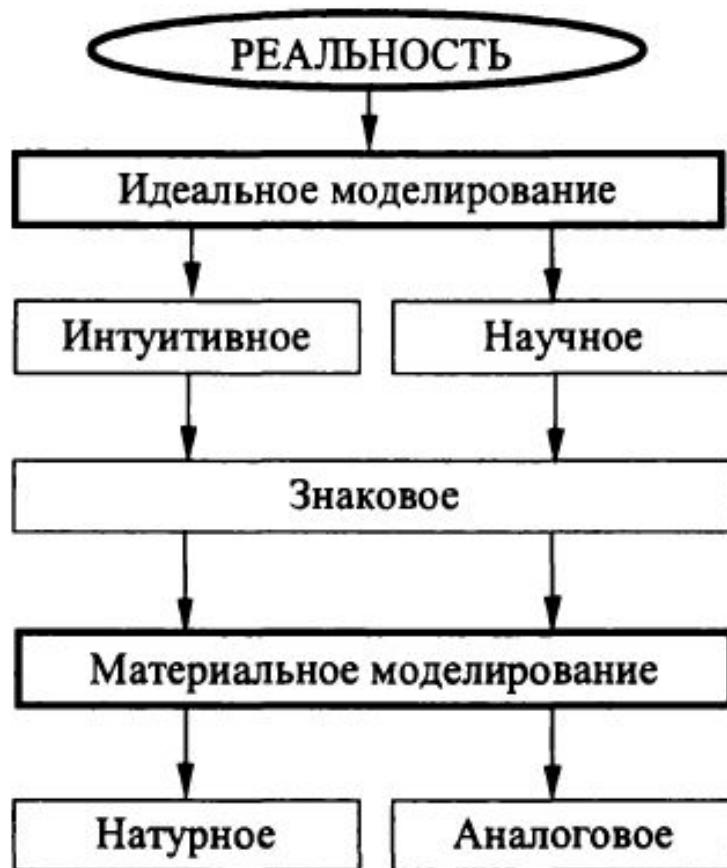 РЕАЛЬНОСТЬ
Идеальное моделирование
Интуитивное
Научное
Знаковое
Материальное моделирование
Натурное
Аналоговое